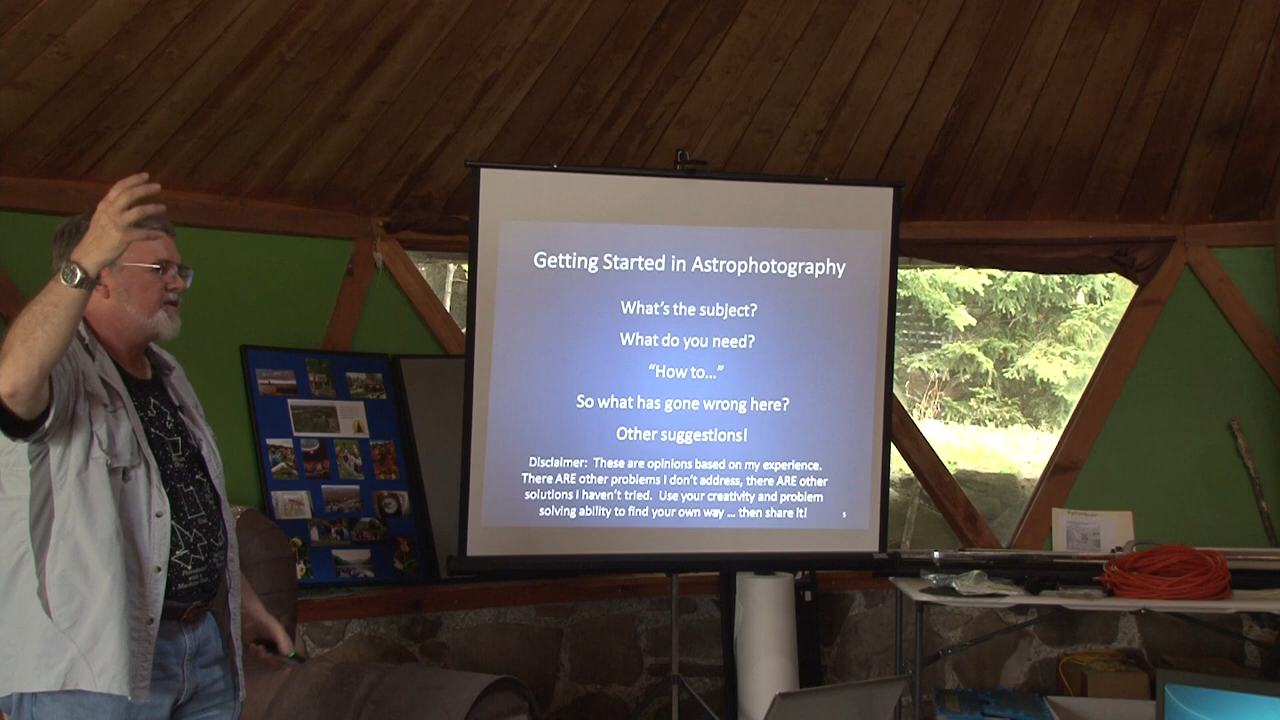 Getting Started in Astrophotography
What's the subject?
What do you need?
"How to..."
So what has gone wrong here?
Other suggestions!
Disclaimer: These are opinions based on my experience.
There ARE other problems I don't address, there ARE other
solutions I haven't tried. Use your creativity and problem
solving ability to find your own way ... then share it!
5